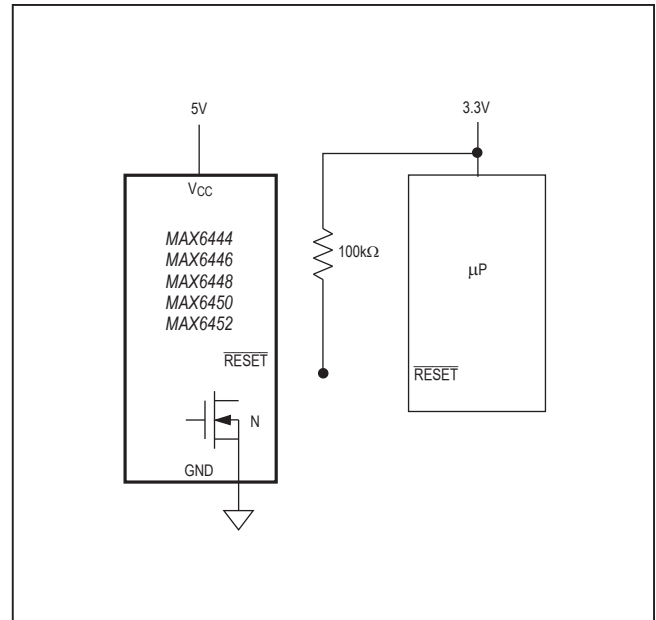 5V
3.3V
VCC
MAX6444
MAX6446
MAX6448
MAX6450
MAX6452
RESET
N
GND
100kΩ
µP
RESET